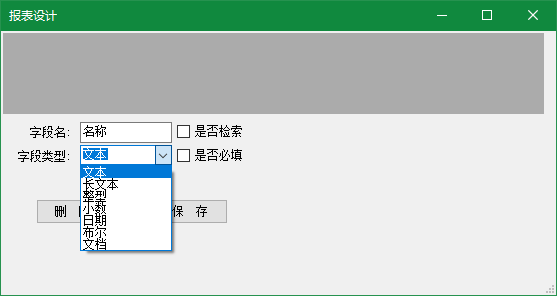 报表设计
字段名:
名称
是否检索
字段类型:
文本
是否必填
文本
长文本
整型
小数
日期
布尔
文档
删
保 存